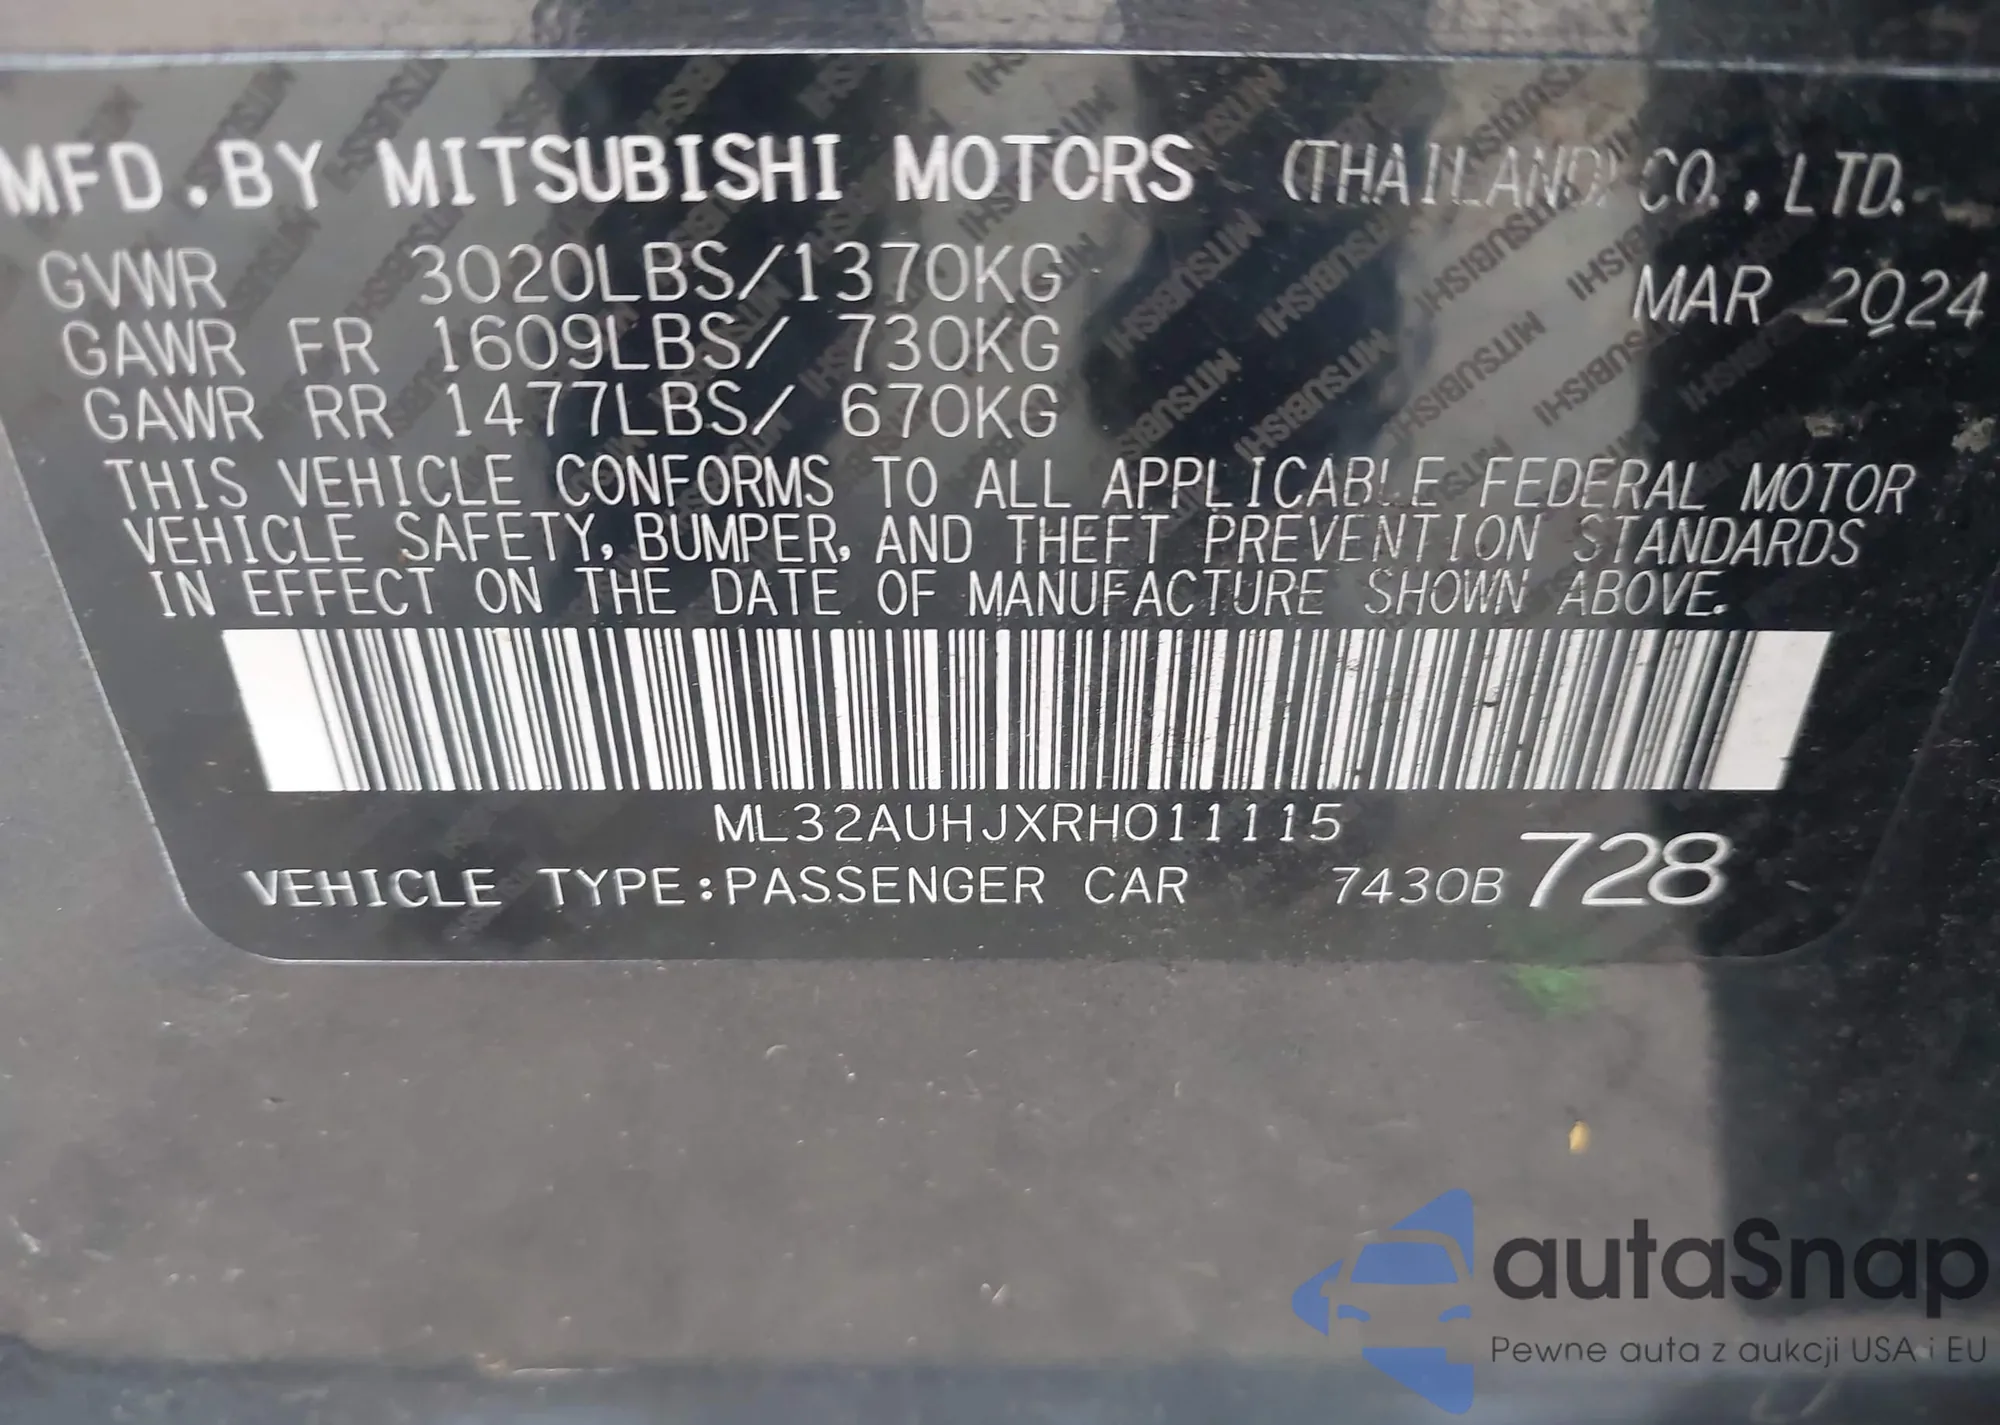 MFD.BY MITSUBISHI MOTORS (THAILAND) CO.,LTD.
GVWR 3020LBS/1370KG MAR 2024
GAWR FR 1609LBS/ 730KG
GAWR RR 1477LBS/ 670KG
THIS VEHICLE CONFORMS TO ALL APPLICABLE FEDERAL MOTOR
VEHICLE SAFETY, BUMPER, AND THEFT PREVENTION STANDARDS
IN EFFECT ON THE DATE OF MANUFACTURE SHOWN ABOVE.
ML32AUHJXRH011115
VEHICLE TYPE:PASSENGER CAR 7430B 728
autoSnap
Pewne auta z aukcji USA i EU